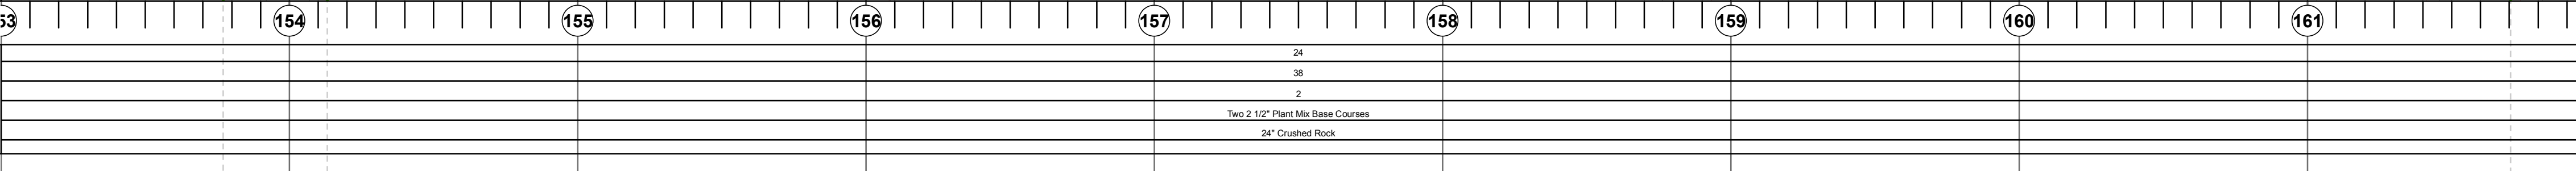 53 154 155 156 157 158 159 160 161
24
38
2
Two 2 1/2" Plant Mix Base Courses
24" Crushed Rock